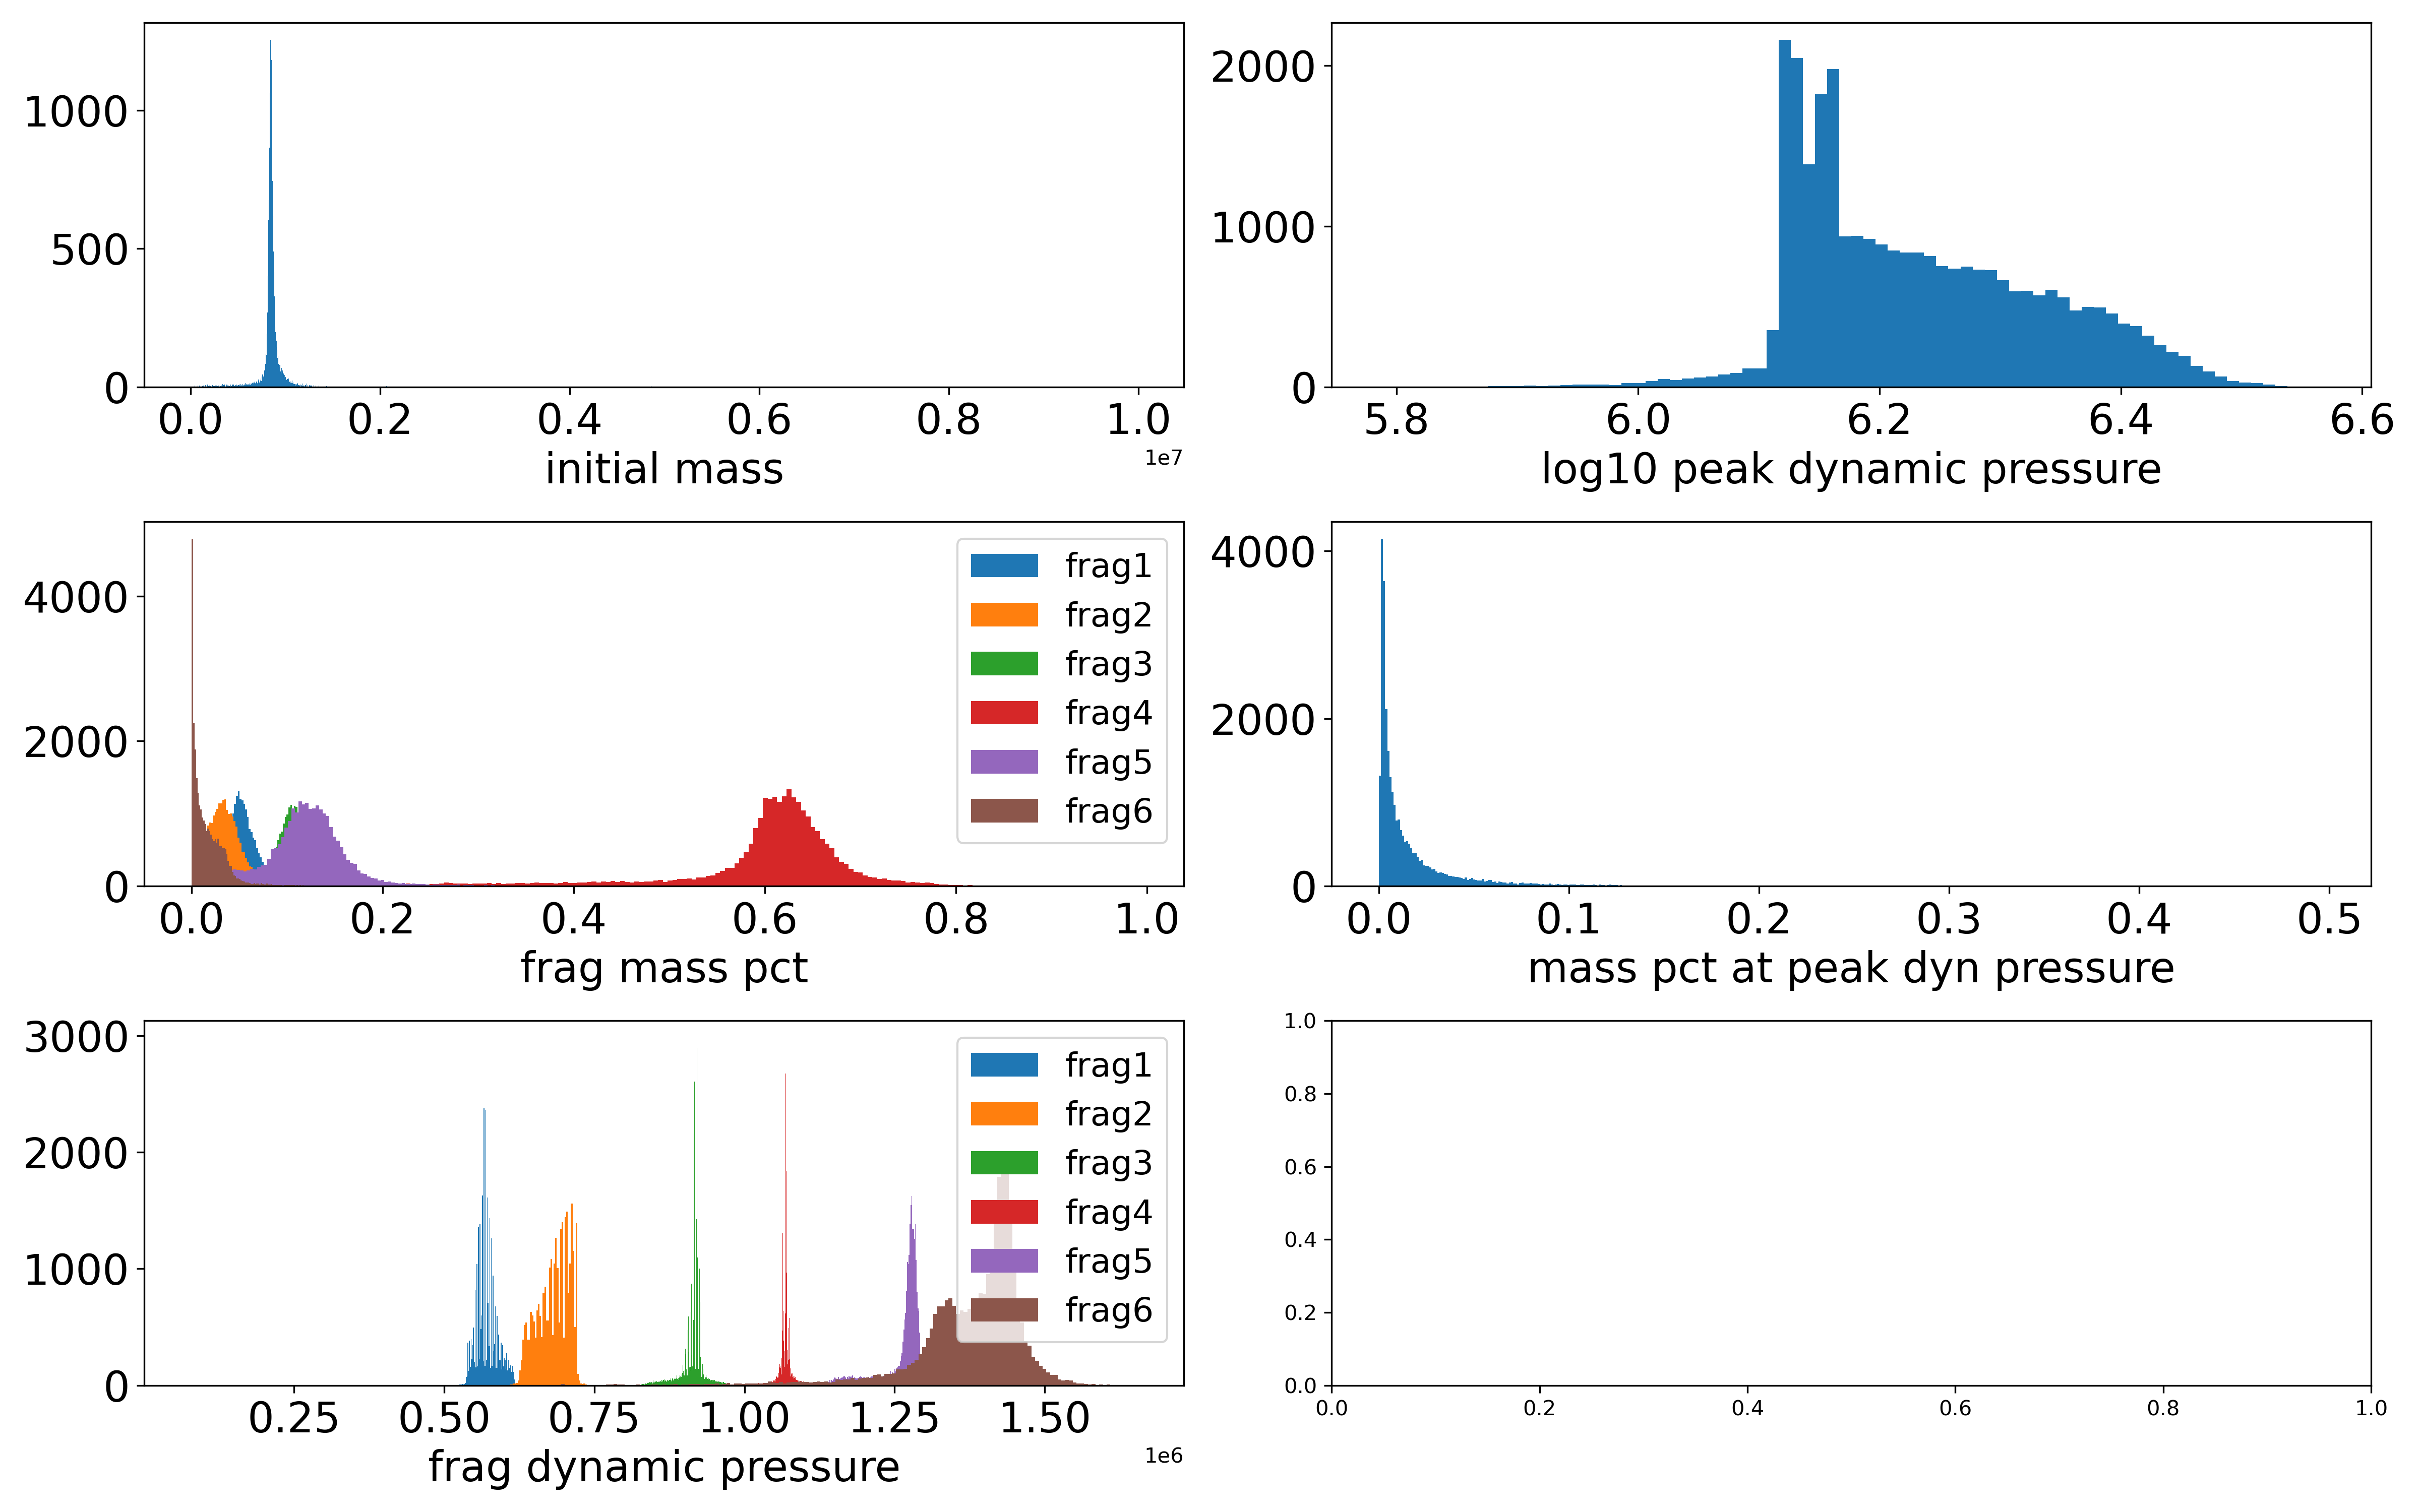 1000
500
0
0.0 0.2 0.4 0.6 0.8 1.0
1e7
initial mass
2000
1000
0
5.8 6.0 6.2 6.4 6.6
log10 peak dynamic pressure
4000
2000
0
frag1
frag2
frag3
frag4
frag5
frag6
0.0 0.2 0.4 0.6 0.8 1.0
frag mass pct
4000
2000
0
0.0 0.1 0.2 0.3 0.4 0.5
mass pct at peak dyn pressure
3000
2000
1000
0
frag1
frag2
frag3
frag4
frag5
frag6
0.25 0.50 0.75 1.00 1.25 1.50
1e6
frag dynamic pressure
1.0
0.8
0.6
0.4
0.2
0.0
0.0 0.2 0.4 0.6 0.8 1.0